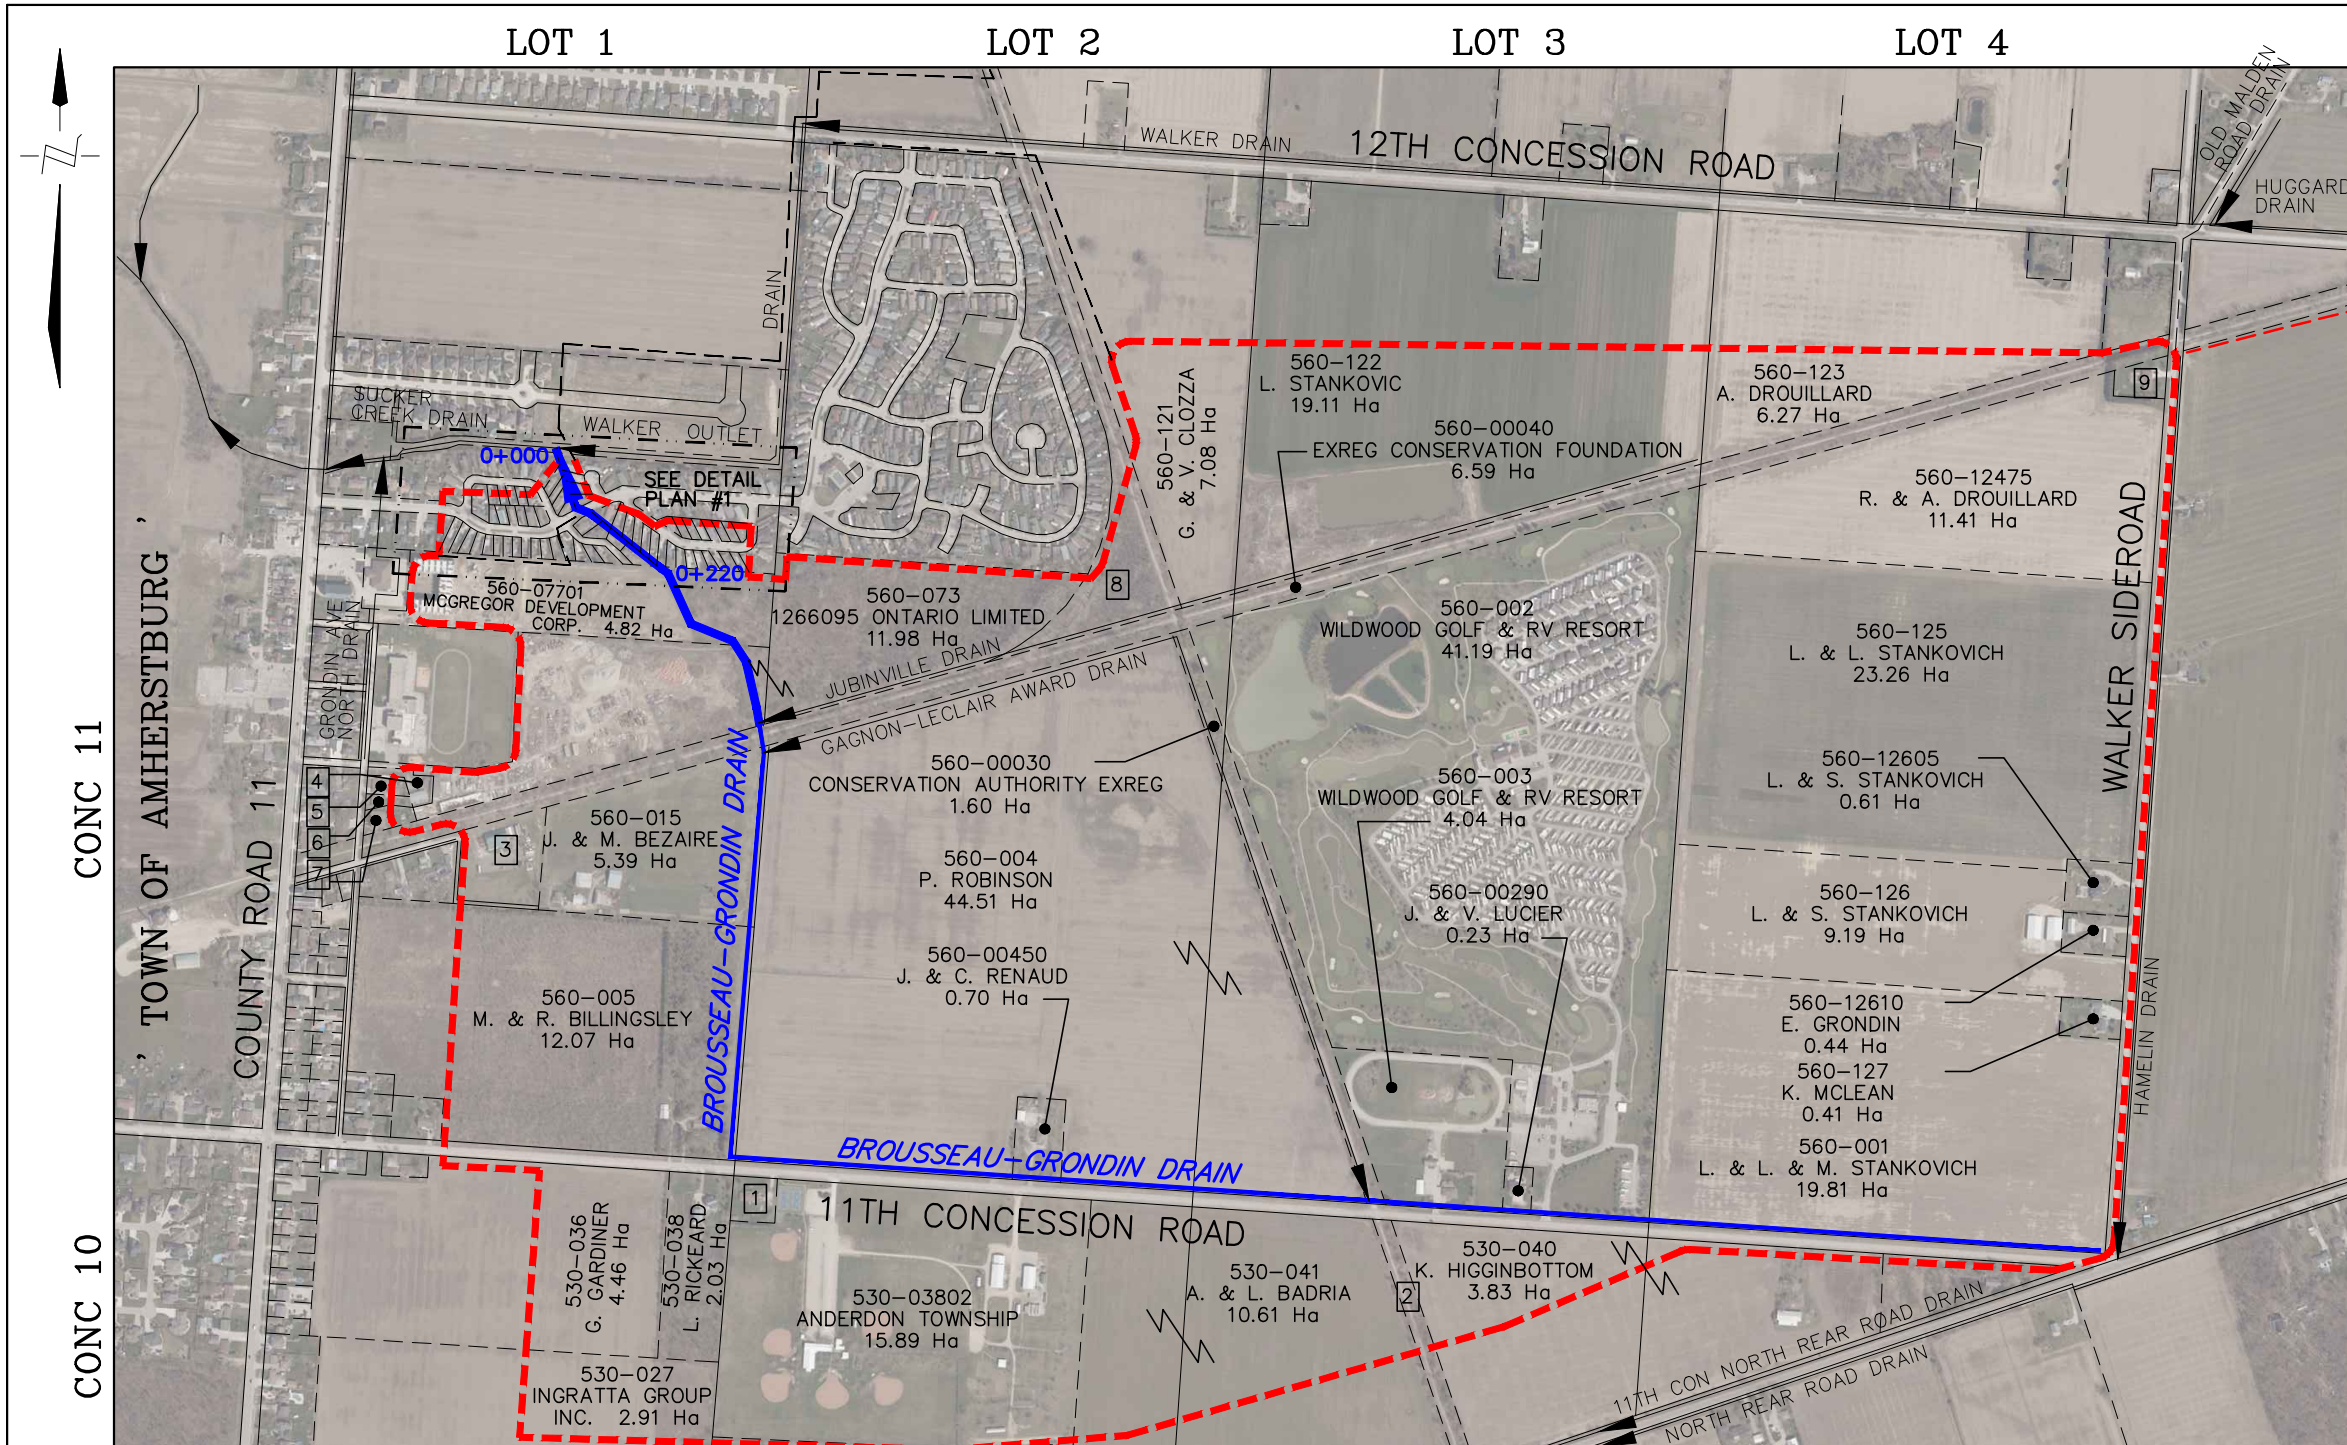 LOT 1
LOT 2
LOT 3
LOT 4
OLD MALDEN
ROAD DRAIN
HUGGARD
DRAIN
WALKER DRAIN
12TH CONCESSION ROAD
DRAIN
SUCKER
CREEK DRAIN
WALKER OUTLET
0+000
SEE DETAIL
PLAN #1
0+220
560-07701
MCGREGOR DEVELOPMENT
CORP. 4.82 Ha
560-073
1266095 ONTARIO LIMITED
11.98 Ha
8
560-121
G. & V. CLOZZA
7.08 Ha
560-122
L. STANKOVIC
19.11 Ha
560-00040
EXREG CONSERVATION FOUNDATION
6.59 Ha
560-123
A. DROUILLARD
6.27 Ha
9
560-12475
R. & A. DROUILLARD
11.41 Ha
WALKER SIDEROAD
560-002
WILDWOOD GOLF & RV RESORT
41.19 Ha
560-125
L. & L. STANKOVICH
23.26 Ha
JUBINVILLE DRAIN
GAGNON-LECLAIR AWARD DRAIN
560-00030
CONSERVATION AUTHORITY EXREG
1.60 Ha
560-003
WILDWOOD GOLF & RV RESORT
4.04 Ha
560-12605
L. & S. STANKOVICH
0.61 Ha
' TOWN OF AMHERSTBURG '
CONC 11
COUNTY ROAD 11
GRONDIN AVE
NORTH DRAIN
4
5
6
7
3
560-015
J. & M. BEZAIRE
5.39 Ha
BROUSSEAU-GRONDIN DRAIN
560-004
P. ROBINSON
44.51 Ha
560-00290
J. & V. LUCIER
0.23 Ha
560-126
L. & S. STANKOVICH
9.19 Ha
560-00450
J. & C. RENAUD
0.70 Ha
560-005
M. & R. BILLINGSLEY
12.07 Ha
560-12610
E. GRONDIN
0.44 Ha
560-127
K. MCLEAN
0.41 Ha
HAMELIN DRAIN
560-001
L. & L. & M. STANKOVICH
19.81 Ha
BROUSSEAU-GRONDIN DRAIN
11TH CONCESSION ROAD
CONC 10
530-036
G. GARDINER
4.46 Ha
530-038
L. RICKEARD
2.03 Ha
1
530-03802
ANDERDON TOWNSHIP
15.89 Ha
530-041
A. & L. BADRIA
10.61 Ha
2
530-040
K. HIGGINBOTTOM
3.83 Ha
530-027
INGRATTA GROUP
INC. 2.91 Ha
11TH CON NORTH REAR ROAD DRAIN
NORTH REAR ROAD DRAIN